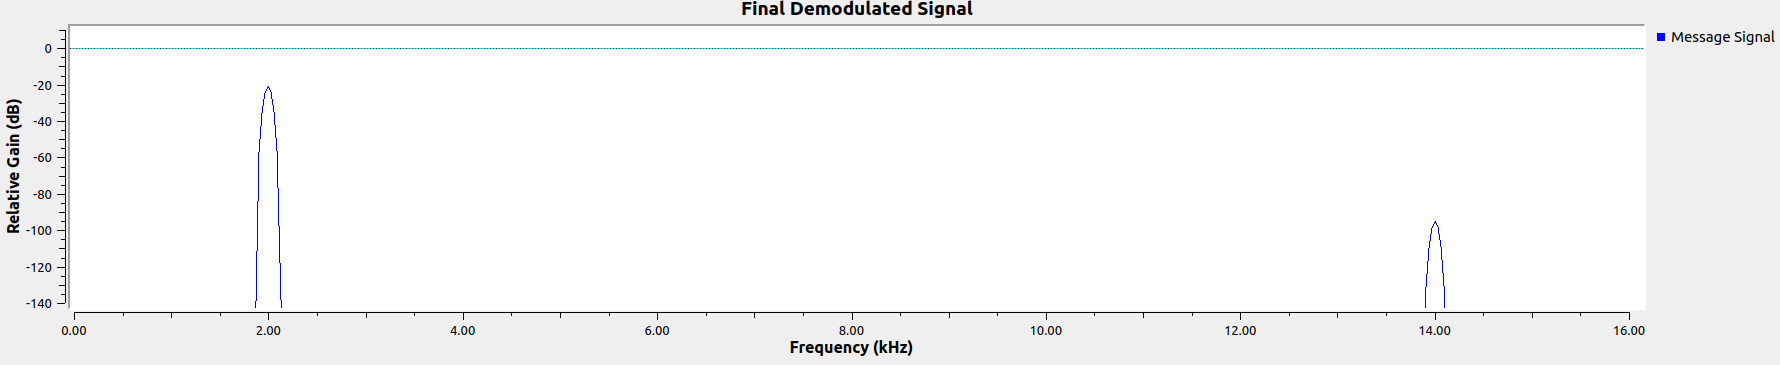 Final Demodulated Signal
Message Signal
Relative Gain (dB)
0
-20
-40
-60
-80
-100
-120
-140
0.00 2.00 4.00 6.00 8.00 10.00 12.00 14.00 16.00
Frequency (kHz)